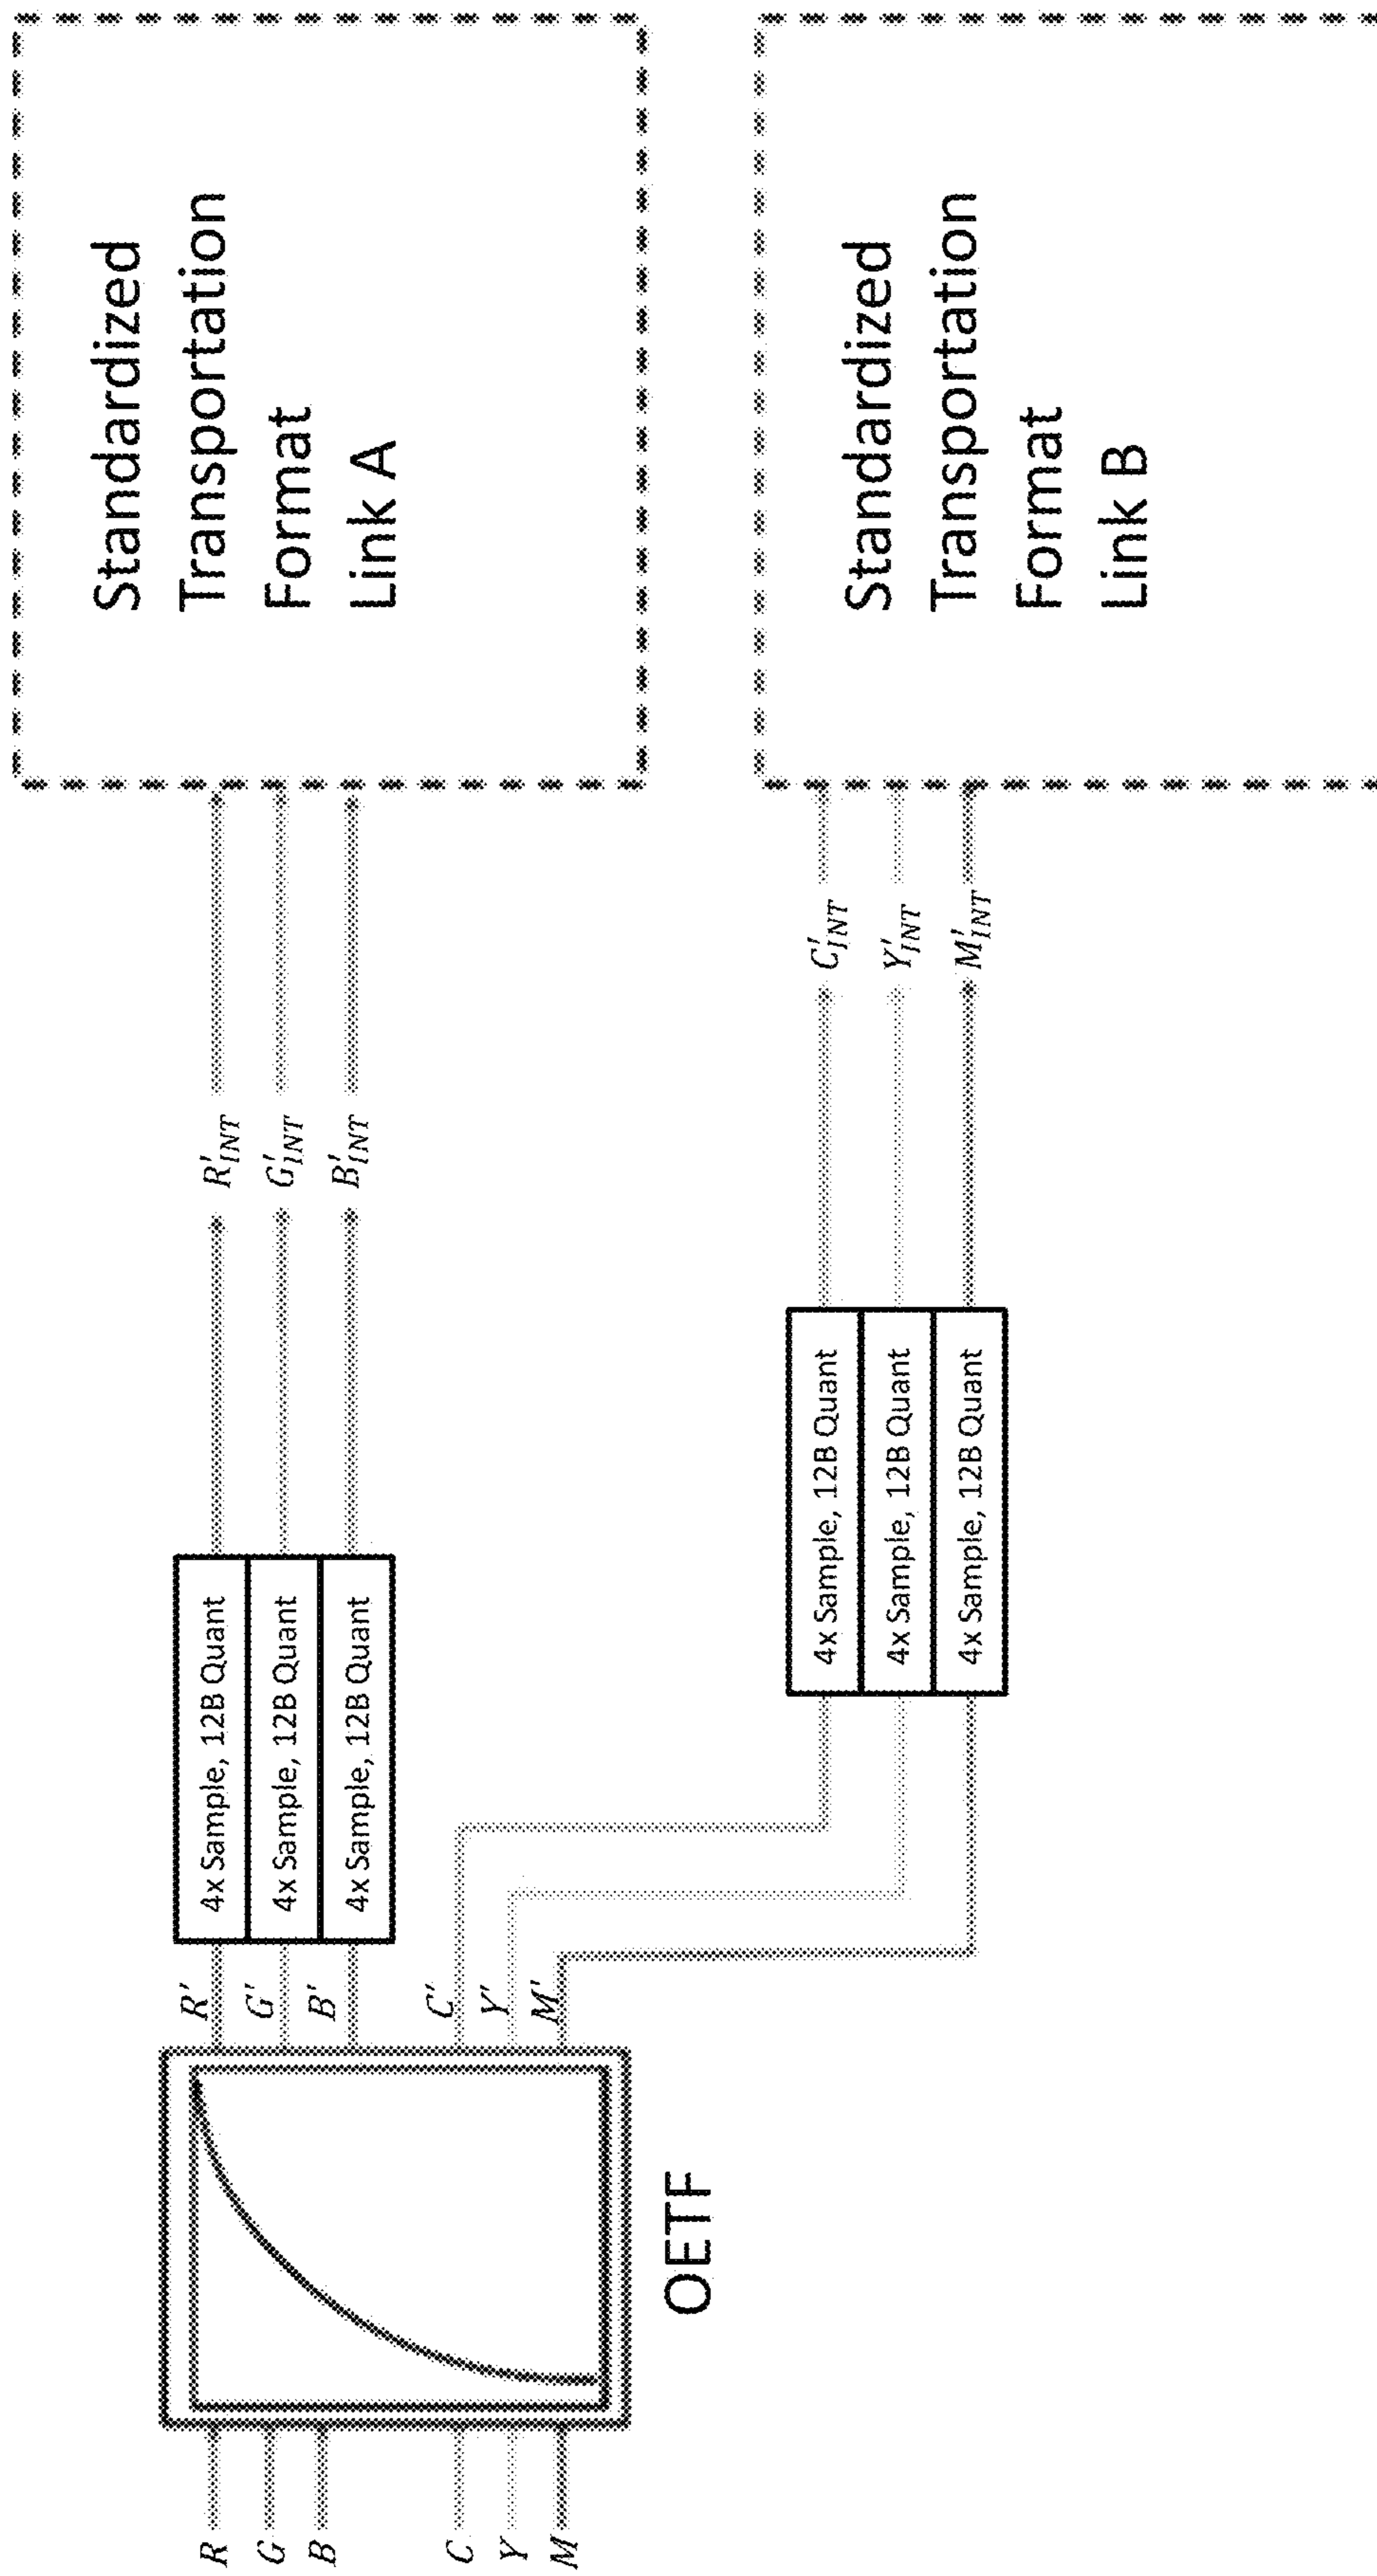 R
G
B
C
Y
M
OETF
R'
G'
B'
C'
Y'
M'
4x Sample, 12B Quant
4x Sample, 12B Quant
4x Sample, 12B Quant
4x Sample, 12B Quant
4x Sample, 12B Quant
4x Sample, 12B Quant
R'INT
G'INT
B'INT
C'INT
Y'INT
M'INT
Standardized
Transportation
Format
Link A
Standardized
Transportation
Format
Link B